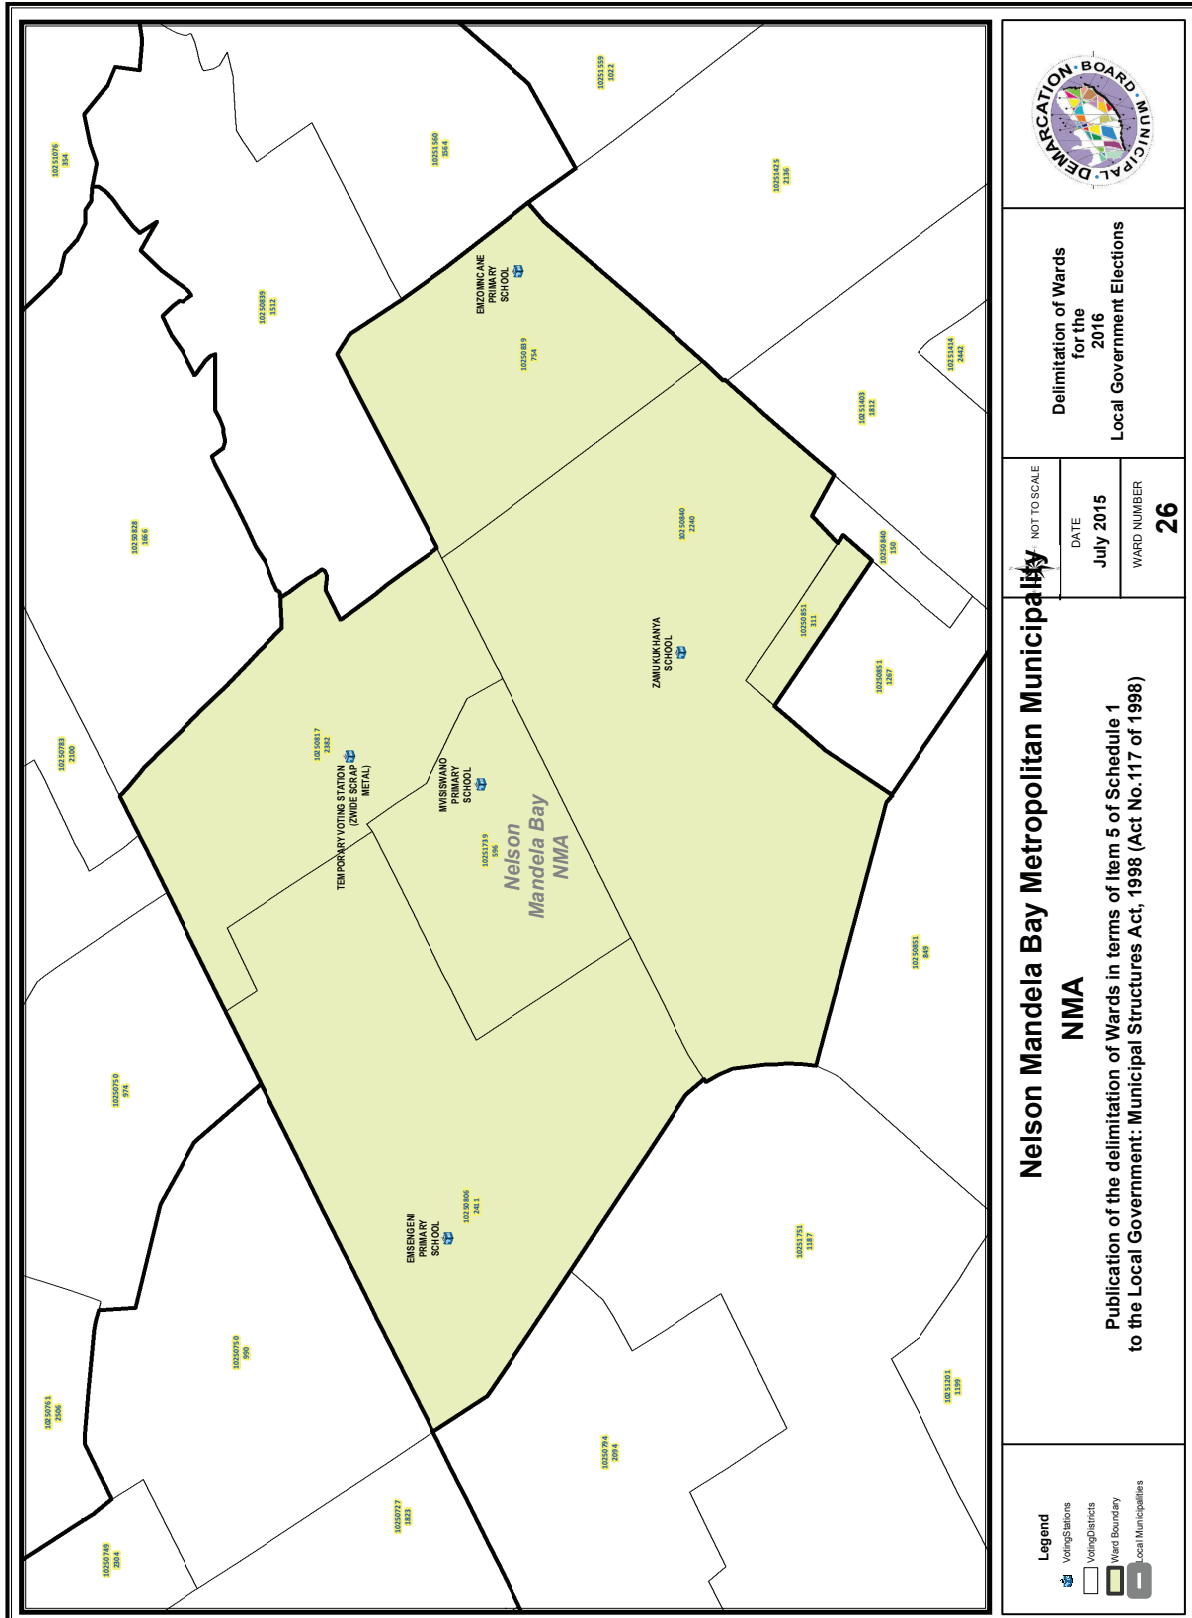 10251076
354
10250828
1666
10250783
2100
10250750
974
10250761
2506
10250749
2304
10250750
990
10250727
1823
10250839
1512
10251560
1564
10251559
1022
10251425
2136
EMZOMNCANE
PRIMARY
SCHOOL
10250839
754
10251414
2442
10251403
1812
10250840
2240
10250840
150
10250851
311
10250851
1267
ZAMUKUKHANYA
SCHOOL
10250817
2382
TEMPORARY VOTING STATION
(ZWIDE SCRAP
METAL)
MVISISWANO
PRIMARY
SCHOOL
10251739
596
Nelson
Mandela Bay
NMA
10250851
849
EMSENGENI
PRIMARY
SCHOOL
10250806
2411
10251751
1187
10251201
1199
10250794
2094
Legend
VotingStations
VotingDistricts
Ward Boundary
Local Municipalities
Nelson Mandela Bay Metropolitan Municipality
NMA
Publication of the delimitation of Wards in terms of Item 5 of Schedule 1
to the Local Government: Municipal Structures Act, 1998 (Act No.117 of 1998)
NOT TO SCALE
DATE
July 2015
WARD NUMBER
26
Delimitation of Wards
for the
2016
Local Government Elections
MUNICIPAL DEMARCATION BOARD